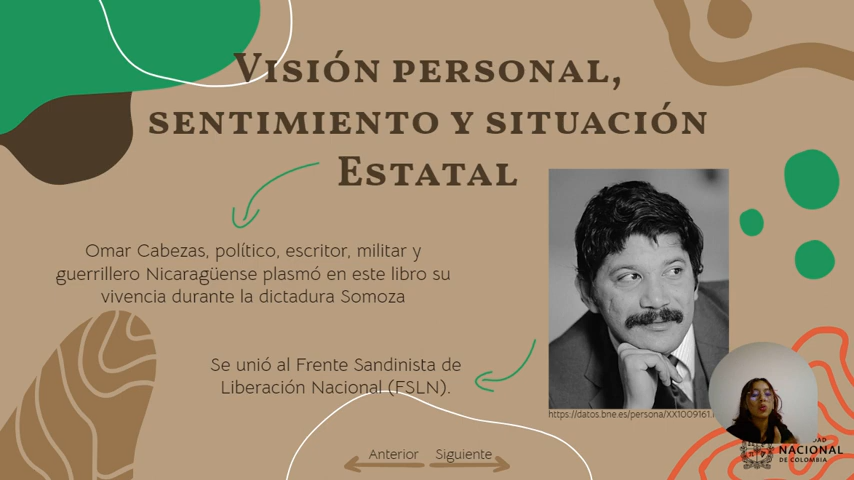 Visión personal,
sentimiento y situación
Estatal
Omar Cabezas, político, escritor, militar y
guerrillero Nicaragüense plasmó en este libro su
vivencia durante la dictadura Somoza
Se unió al Frente Sandinista de
Liberación Nacional (FSLN).
https://datos.bne.es/persona/XX1009161.
NACIONAL
DE COLOMBIA
Anterior Siguiente